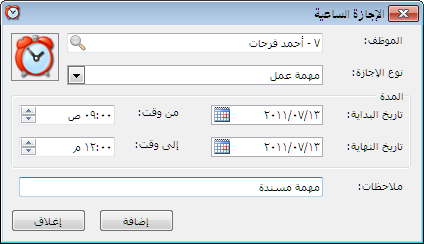 الإجازة الساعية
الموظف: ٧ - أحمد فرحات
نوع الإجازة: مهمة عمل
المدة
تاريخ البداية: ٢٠١١/٠٧/١٣ من وقت: ٠٩:٠٠ ص
تاريخ النهاية: ٢٠١١/٠٧/١٣ إلى وقت: ١٢:٠٠ م
ملاحظات: مهمة مسندة
إضافة إغلاق